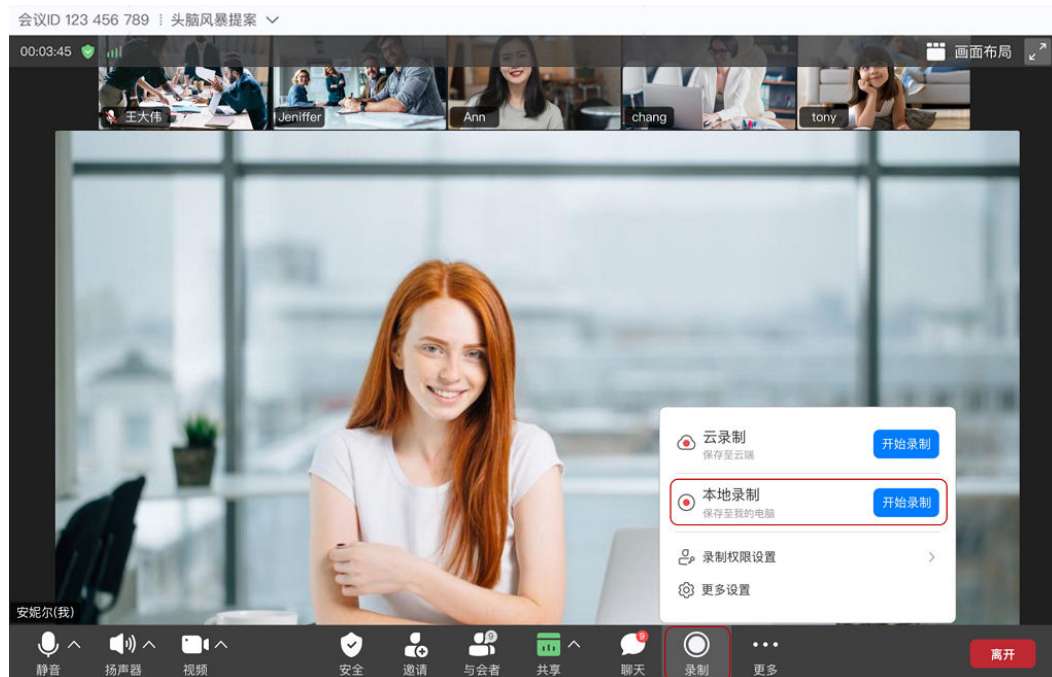 会议ID 123 456 789 ⁝ 头脑风暴提案
00:03:45
画面布局
王大伟
Jeniffer
Ann
chang
tony
云录制
保存至云端
开始录制
本地录制
保存至我的电脑
开始录制
录制权限设置
更多设置
安妮尔(我)
静音
扬声器
视频
安全
邀请
9
与会者
共享
9
聊天
录制
更多
离开